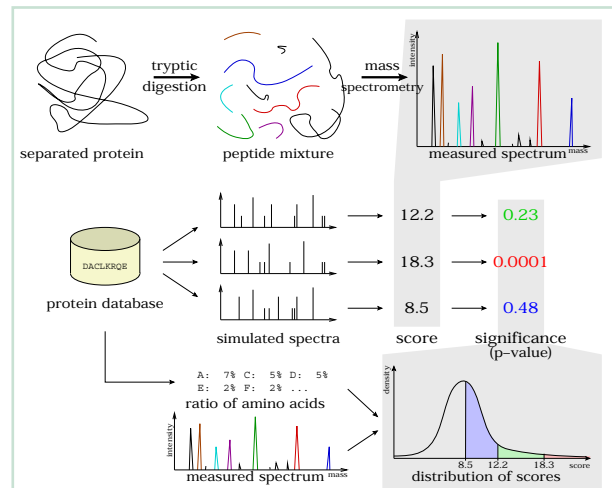 tryptic
digestion
mass
spectrometry
intensity
mass
separated protein
peptide mixture
measured spectrum
12.2
0.23
DACLKRQE
18.3
0.0001
protein database
8.5
0.48
simulated spectra
score
significance
(p-value)
A: 7% C: 5% D: 5%
E: 2% F: 2% ...
ratio of amino acids
intensity
mass
measured spectrum
density
8.5
12.2
18.3
score
distribution of scores